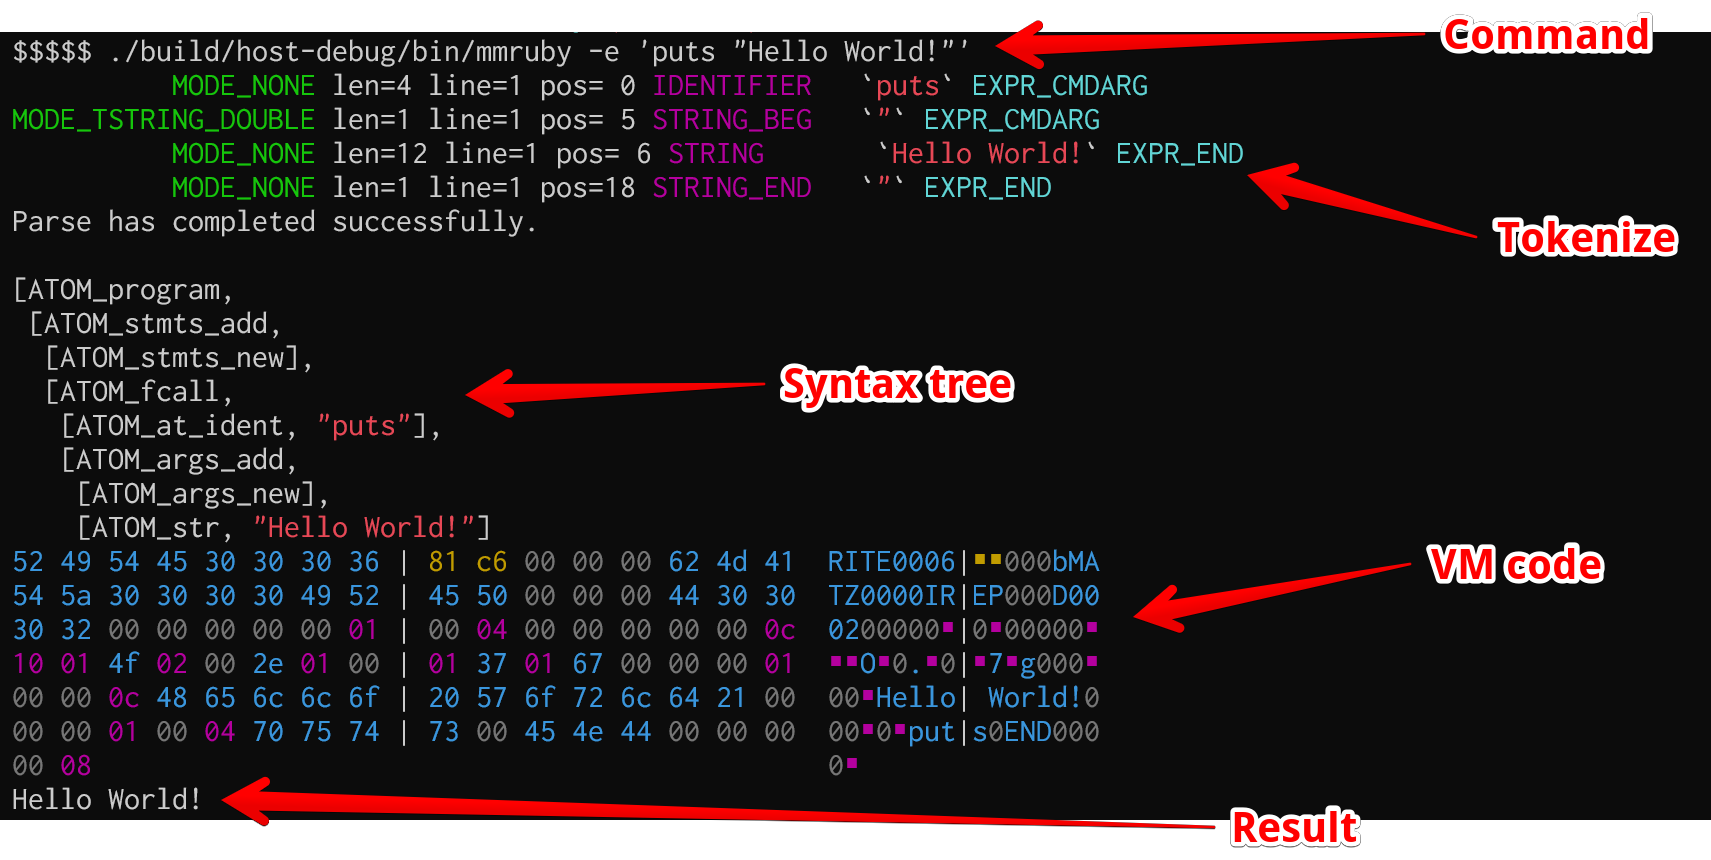 Command
$$$$$ ./build/host-debug/bin/mmruby -e 'puts "Hello World!"'
MODE_NONE len=4 line=1 pos= 0 IDENTIFIER `puts` EXPR_CMDARG
MODE_TSTRING_DOUBLE len=1 line=1 pos= 5 STRING_BEG `"` EXPR_CMDARG
MODE_NONE len=12 line=1 pos= 6 STRING `Hello World!` EXPR_END
MODE_NONE len=1 line=1 pos=18 STRING_END `"` EXPR_END
Parse has completed successfully.
Tokenize
[ATOM_program,
[ATOM_stmts_add,
[ATOM_stmts_new],
[ATOM_fcall,
Syntax tree
[ATOM_at_ident, "puts"],
[ATOM_args_add,
[ATOM_args_new],
[ATOM_str, "Hello World!"]
52 49 54 45 30 30 30 36 | 81 c6 00 00 00 62 4d 41 RITE0006|▪▪000bMA
VM code
54 5a 30 30 30 30 49 52 | 45 50 00 00 00 44 30 30 TZ0000IR|EP000D00
30 32 00 00 00 00 00 01 | 00 04 00 00 00 00 00 0c 0200000▪|0▪00000▪
10 01 4f 02 00 2e 01 00 | 01 37 01 67 00 00 00 01 ▪▪O▪0.▪0|▪7▪g000▪
00 00 0c 48 65 6c 6c 6f | 20 57 6f 72 6c 64 21 00 00▪Hello| World!0
00 00 01 00 04 70 75 74 | 73 00 45 4e 44 00 00 00 00▪0▪put|s0END000
00 08 0▪
Hello World!
Result